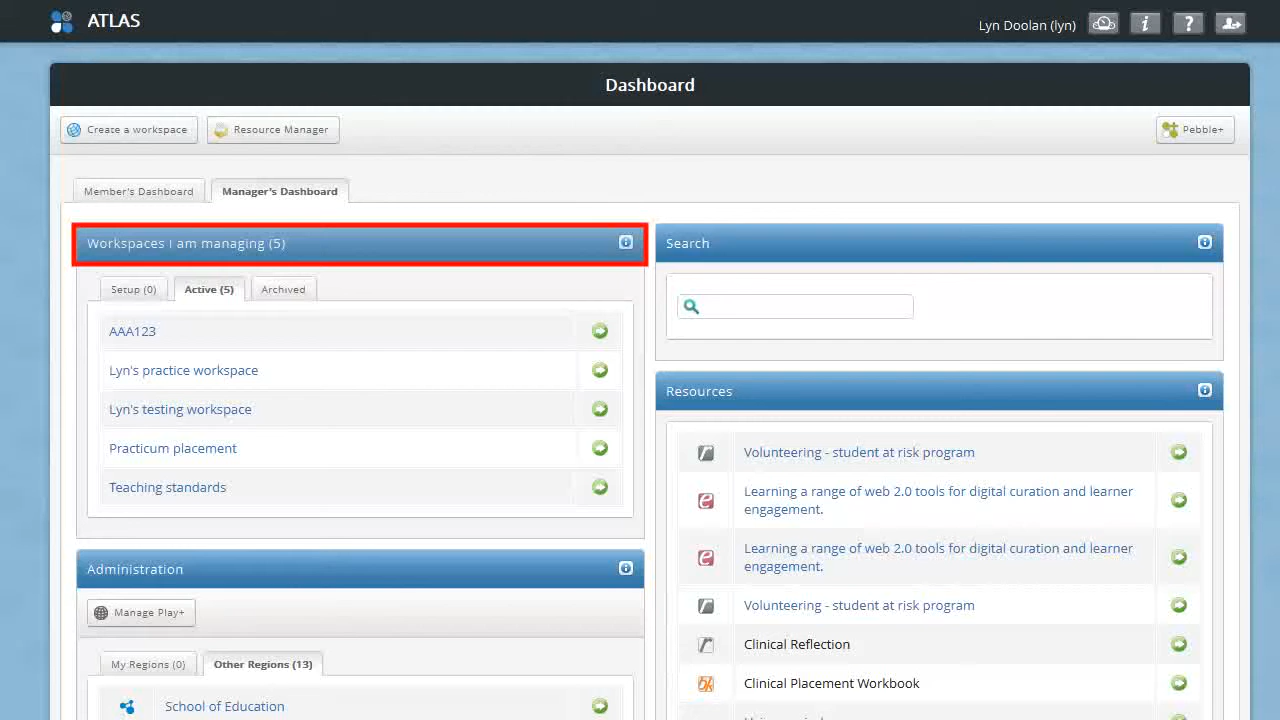 ATLAS
Lyn Doolan (lyn)
Dashboard
Create a workspace
Resource Manager
Pebble+
Member's Dashboard
Manager's Dashboard
Workspaces I am managing (5)
Setup (0)
Active (5)
Archived
AAA123
Lyn's practice workspace
Lyn's testing workspace
Practicum placement
Teaching standards
Administration
Manage Play+
My Regions (0)
Other Regions (13)
School of Education
Search
Resources
Volunteering - student at risk program
Learning a range of web 2.0 tools for digital curation and learner
engagement.
Learning a range of web 2.0 tools for digital curation and learner
engagement.
Volunteering - student at risk program
Clinical Reflection
Clinical Placement Workbook